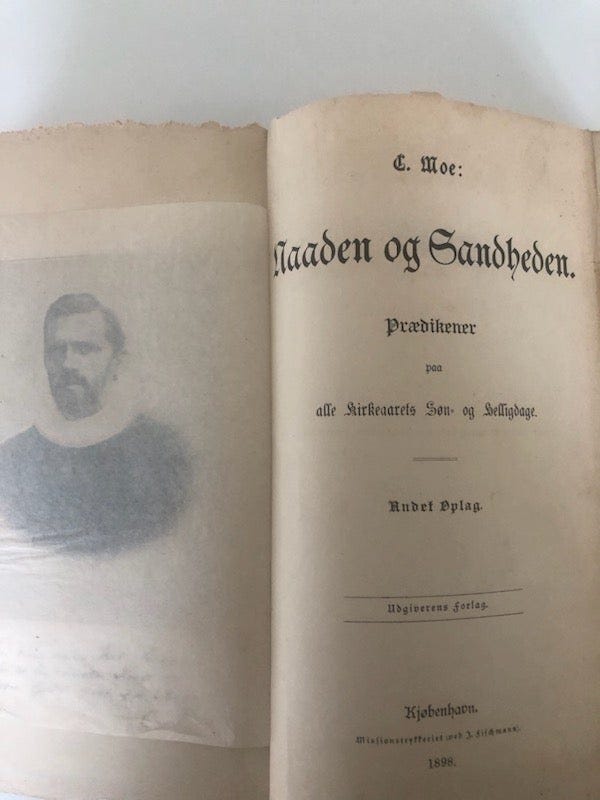 C. Moe:
Naaden og Sandheden.
Prædikener
paa
alle Kirkeaarets Søn- og Helligdage.
Andet Oplag.
Udgiverens Forlag.
Kjøbenhavn.
Missionstrykkeriet (ved J. Fischmann).
1898.